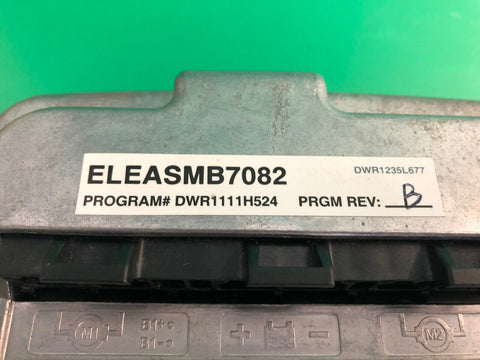 DWR1235L677
ELEASMB7082
PROGRAM# DWR1111H524 PRGM REV: B
M1 B1+ + - M2
B1-